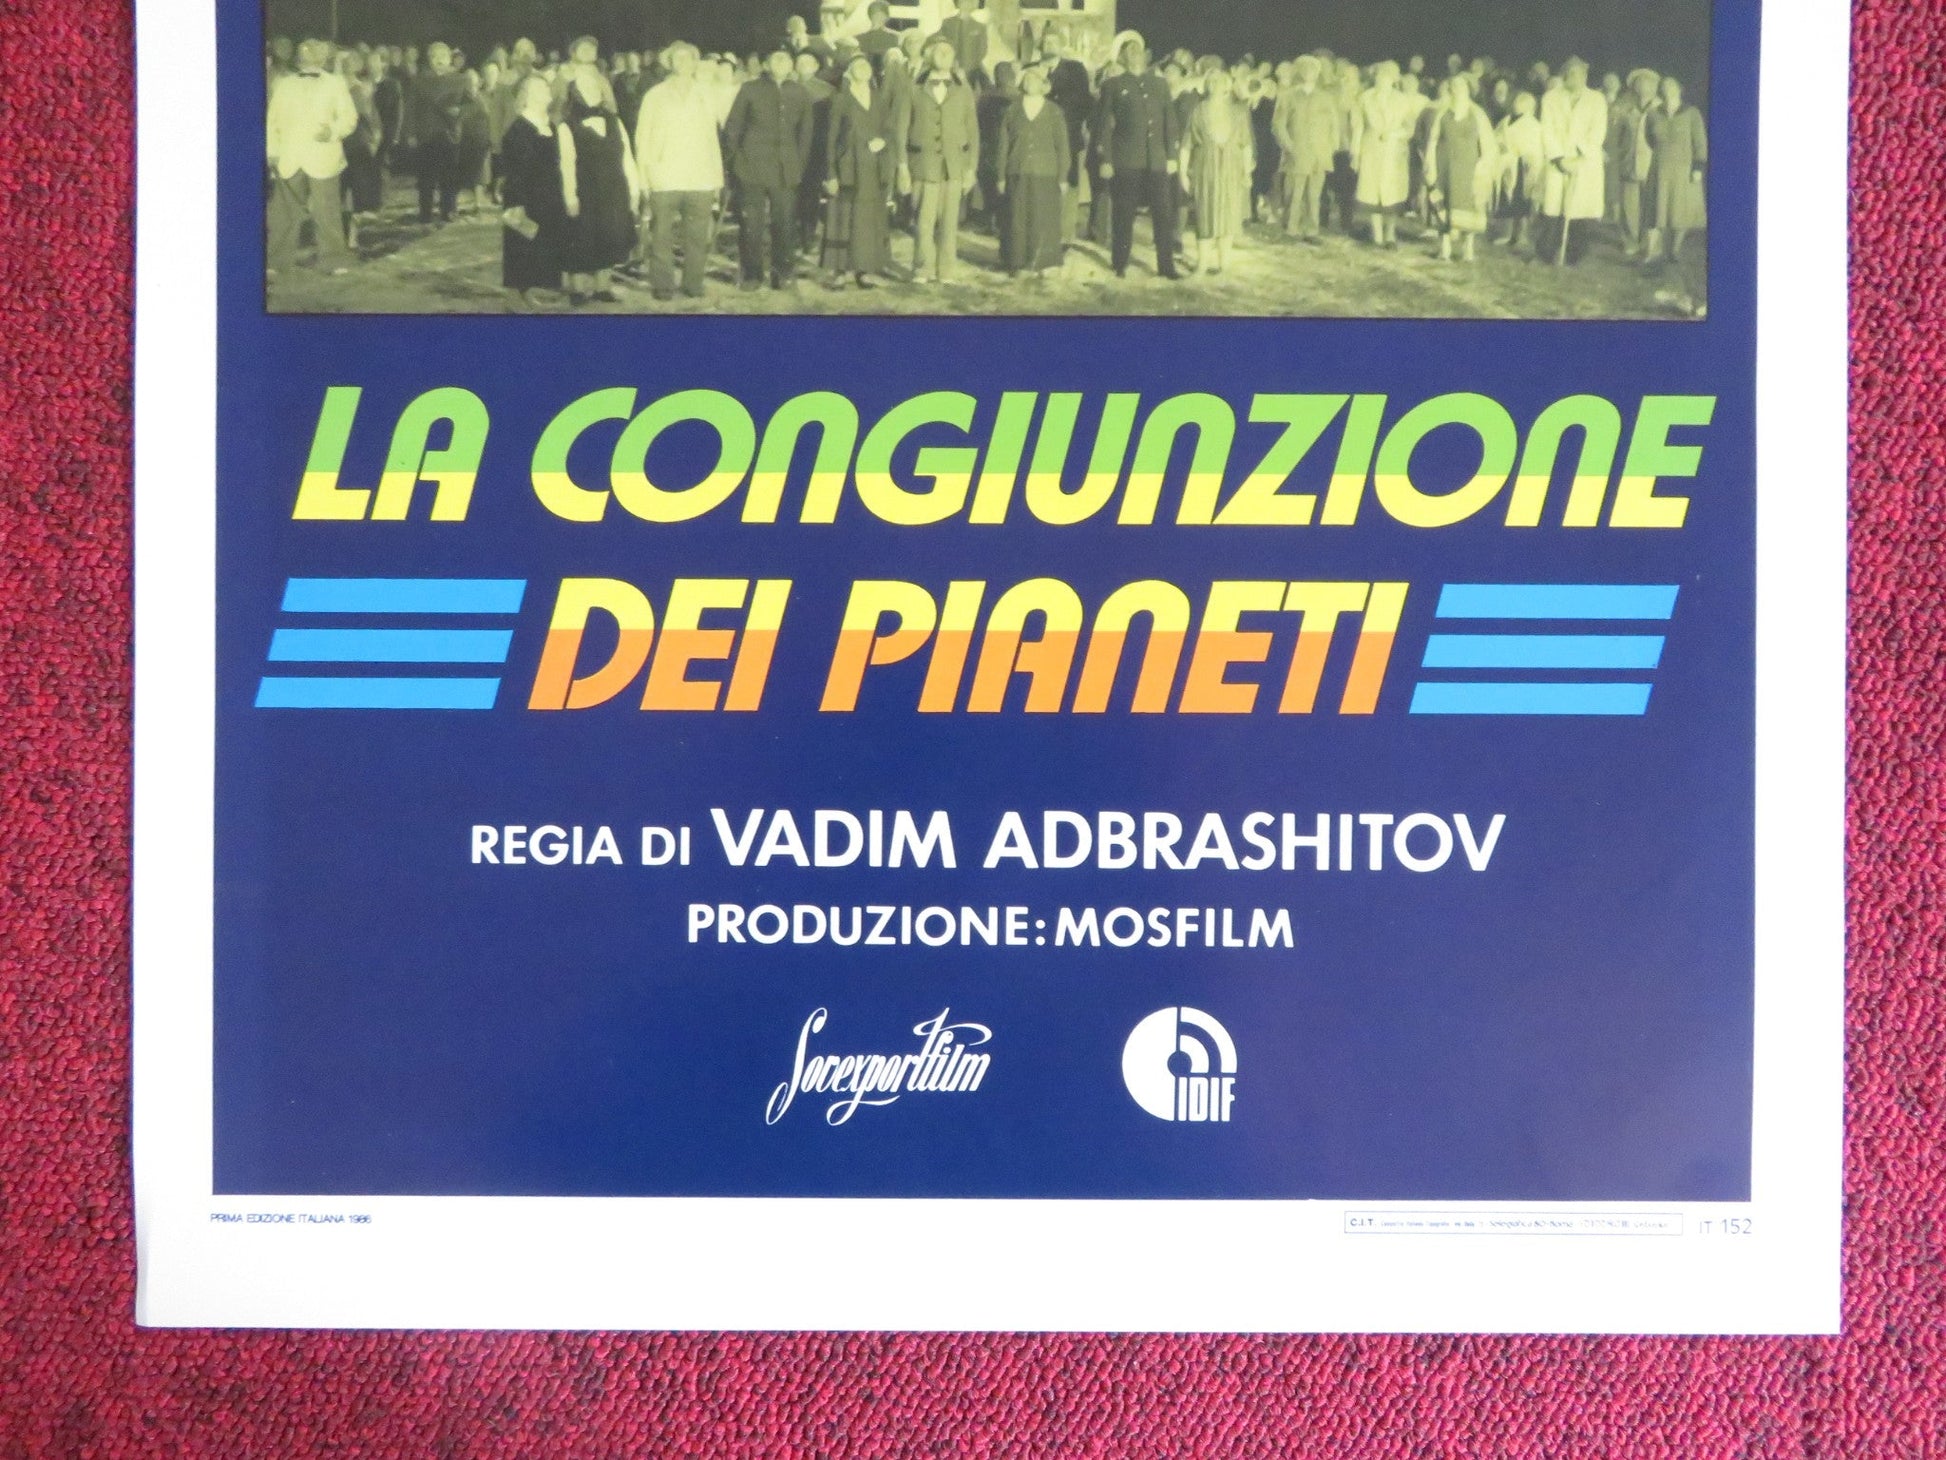 LA CONGIUNZIONE
DEI PIANETI
REGIA DI VADIM ADBRASHITOV
PRODUZIONE: MOSFILM
Sovexportfilm
IDIF
PRIMA EDIZIONE ITALIANA 1986
C.I.T.
IT 152